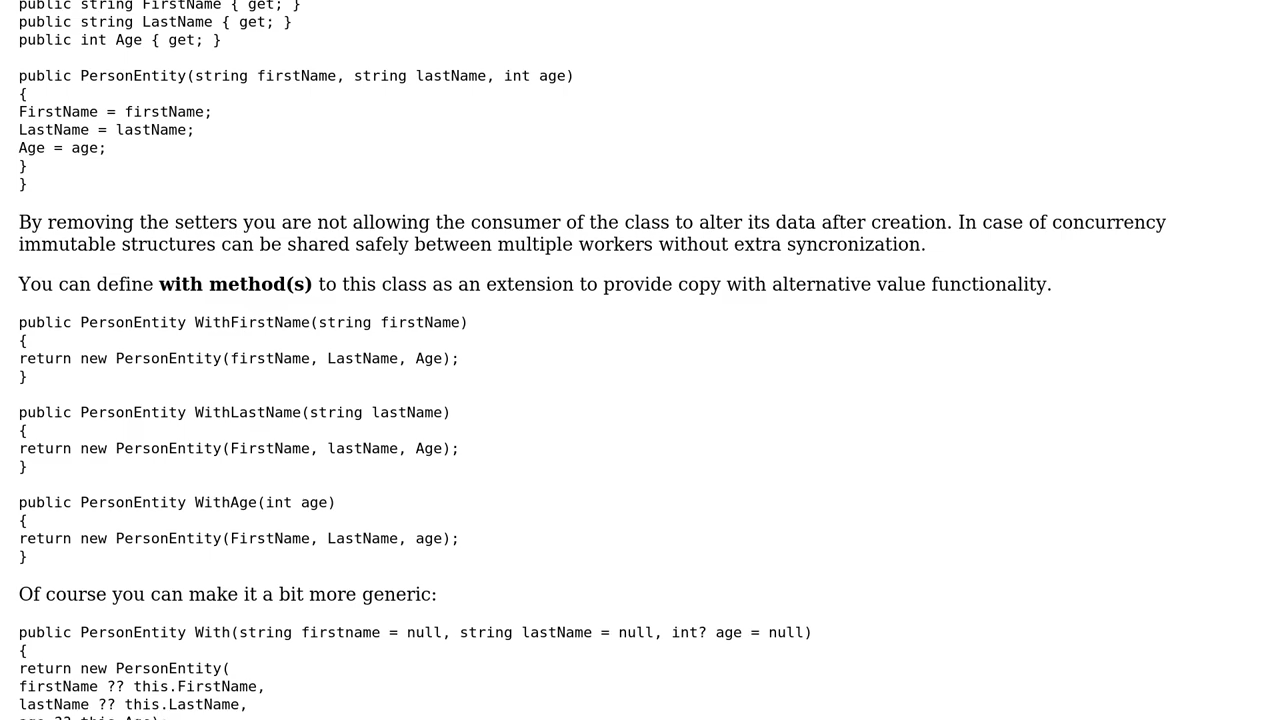 public string FirstName { get; }
public string LastName { get; }
public int Age { get; }
public PersonEntity(string firstName, string lastName, int age)
{
FirstName = firstName;
LastName = lastName;
Age = age;
}
}
By removing the setters you are not allowing the consumer of the class to alter its data after creation. In case of concurrency
immutable structures can be shared safely between multiple workers without extra syncronization.
You can define with method(s) to this class as an extension to provide copy with alternative value functionality.
public PersonEntity WithFirstName(string firstName)
{
return new PersonEntity(firstName, LastName, Age);
}
public PersonEntity WithLastName(string lastName)
{
return new PersonEntity(FirstName, lastName, Age);
}
public PersonEntity WithAge(int age)
{
return new PersonEntity(FirstName, LastName, age);
}
Of course you can make it a bit more generic:
public PersonEntity With(string firstname = null, string lastName = null, int? age = null)
{
return new PersonEntity(
firstName ?? this.FirstName,
lastName ?? this.LastName,
age ?? this.Age);